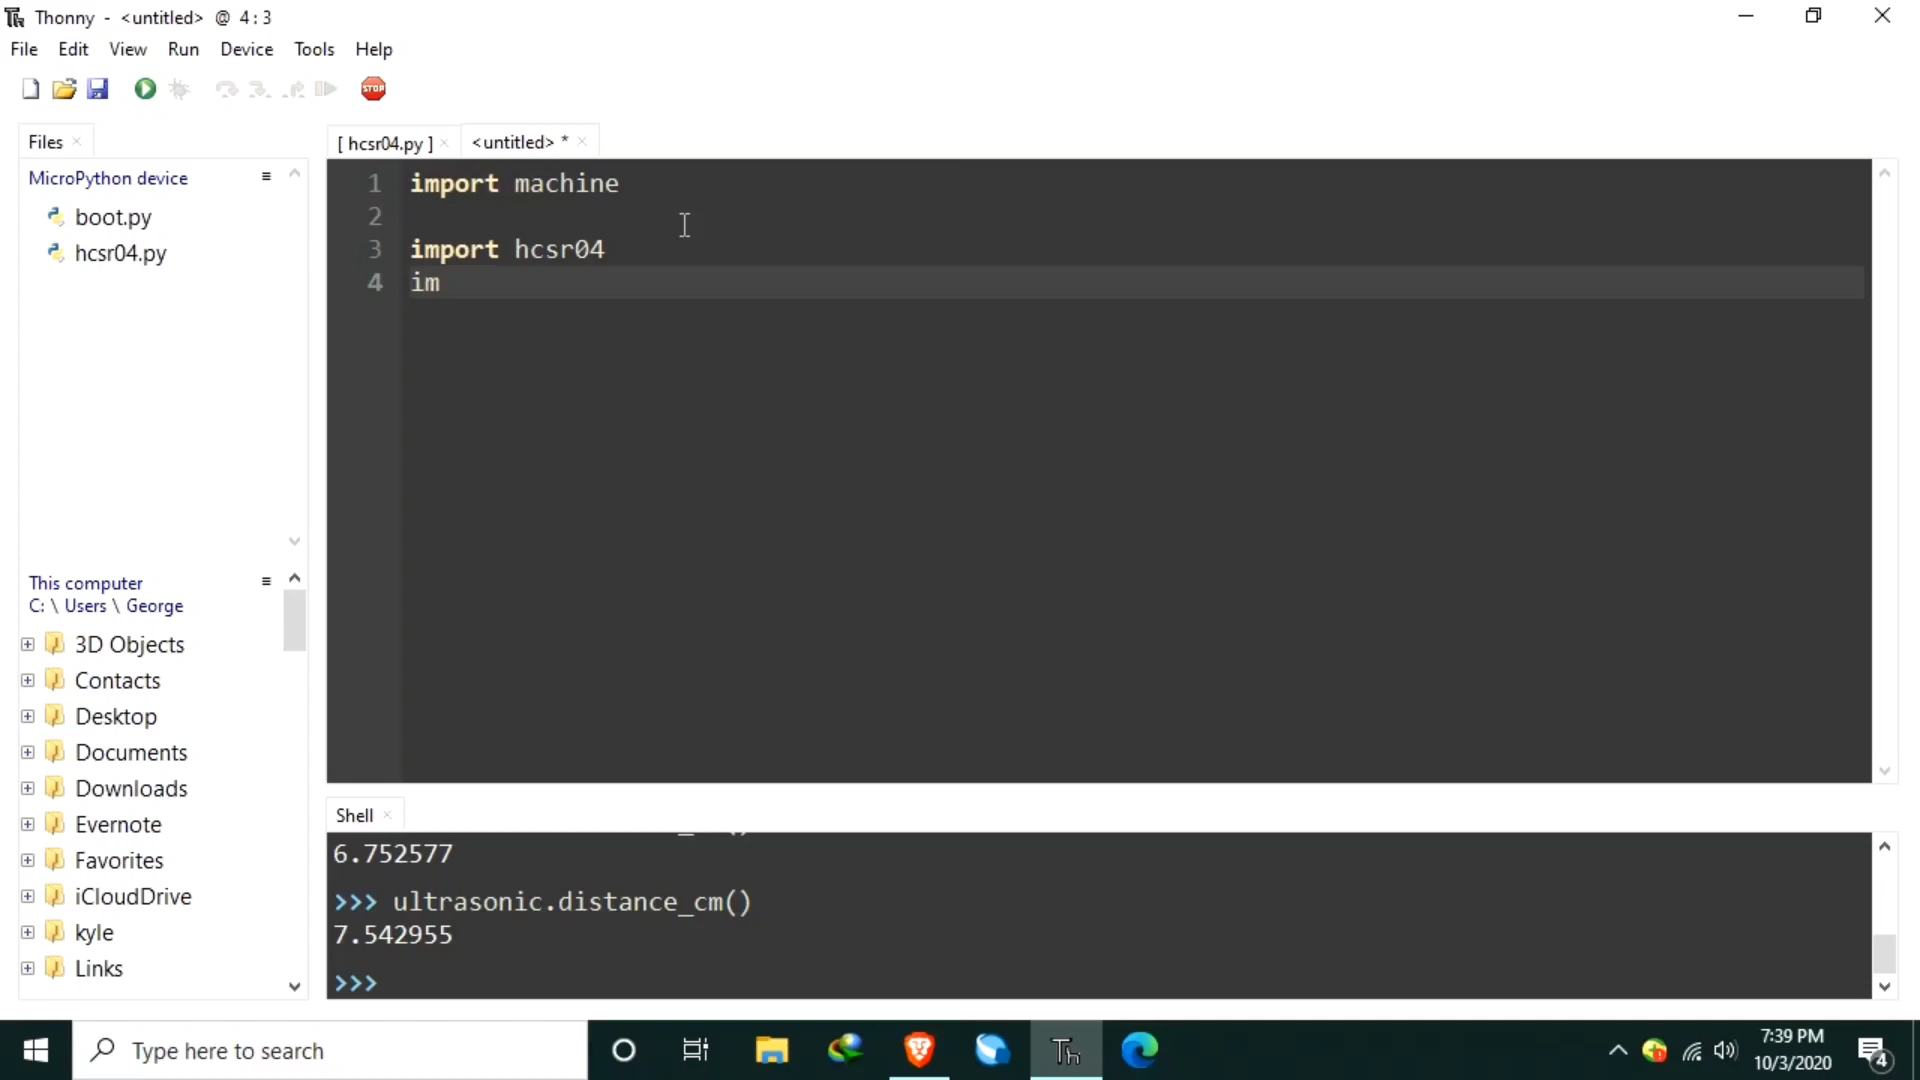 Thonny - <untitled> @ 4:3
File Edit View Run Device Tools Help
STOP
Files
[ hcsr04.py ] <untitled> *
MicroPython device
boot.py
hcsr04.py
1 import machine
2
3 import hcsr04
4 im
This computer
C: \ Users \ George
3D Objects
Contacts
Desktop
Documents
Downloads
Evernote
Favorites
iCloudDrive
kyle
Links
Shell
6.752577
>>> ultrasonic.distance_cm()
7.542955
>>>
Type here to search
Th
7:39 PM
10/3/2020
4